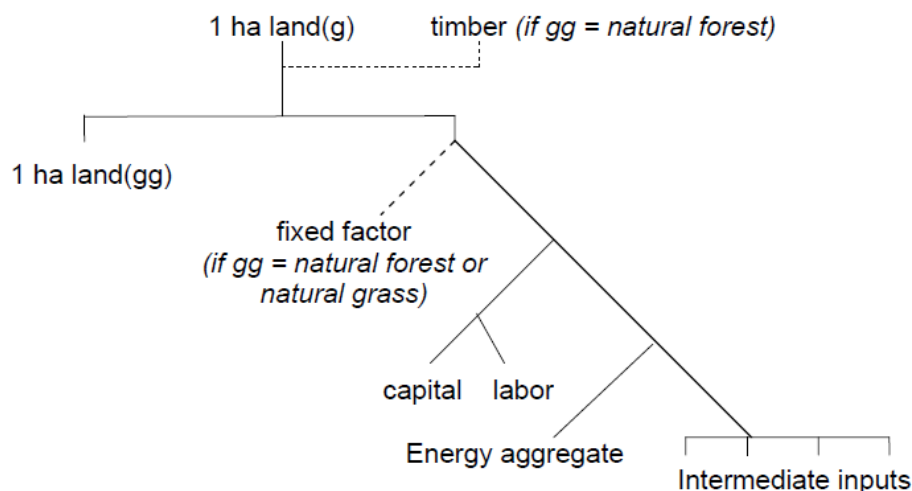 1 ha land(g) timber (if gg = natural forest)
1 ha land(gg)
fixed factor
(if gg = natural forest or
natural grass)
capital labor
Energy aggregate
Intermediate inputs